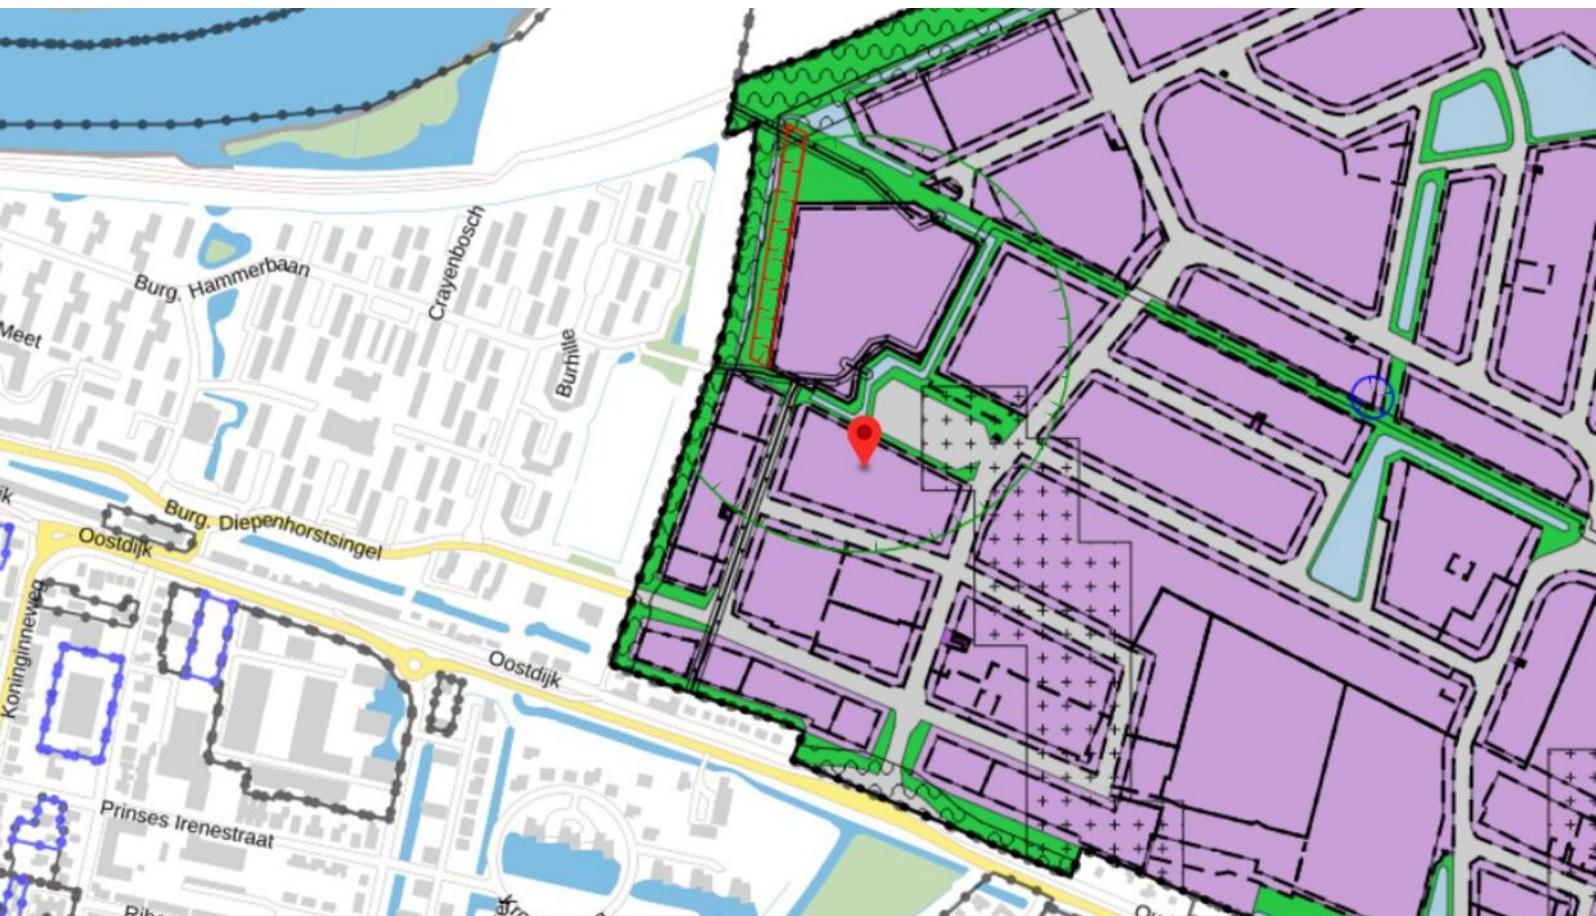 Burg. Hammerbaan
Crayenbosch
Meet
Burhille
Burg. Diepenhorstsingel
Oostdijk
Koninginneweg
Oostdijk
Prinses Irenestraat